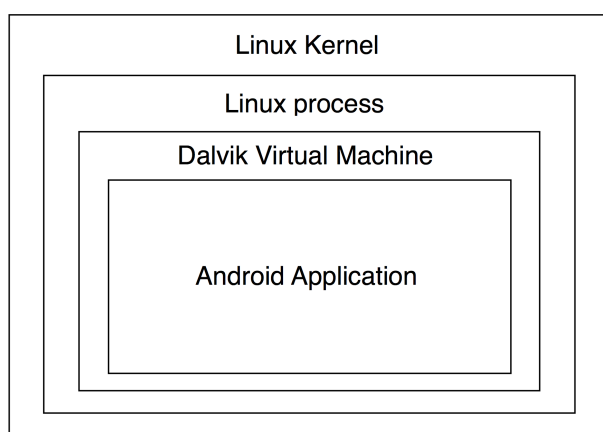 Linux Kernel
Linux process
Dalvik Virtual Machine
Android Application